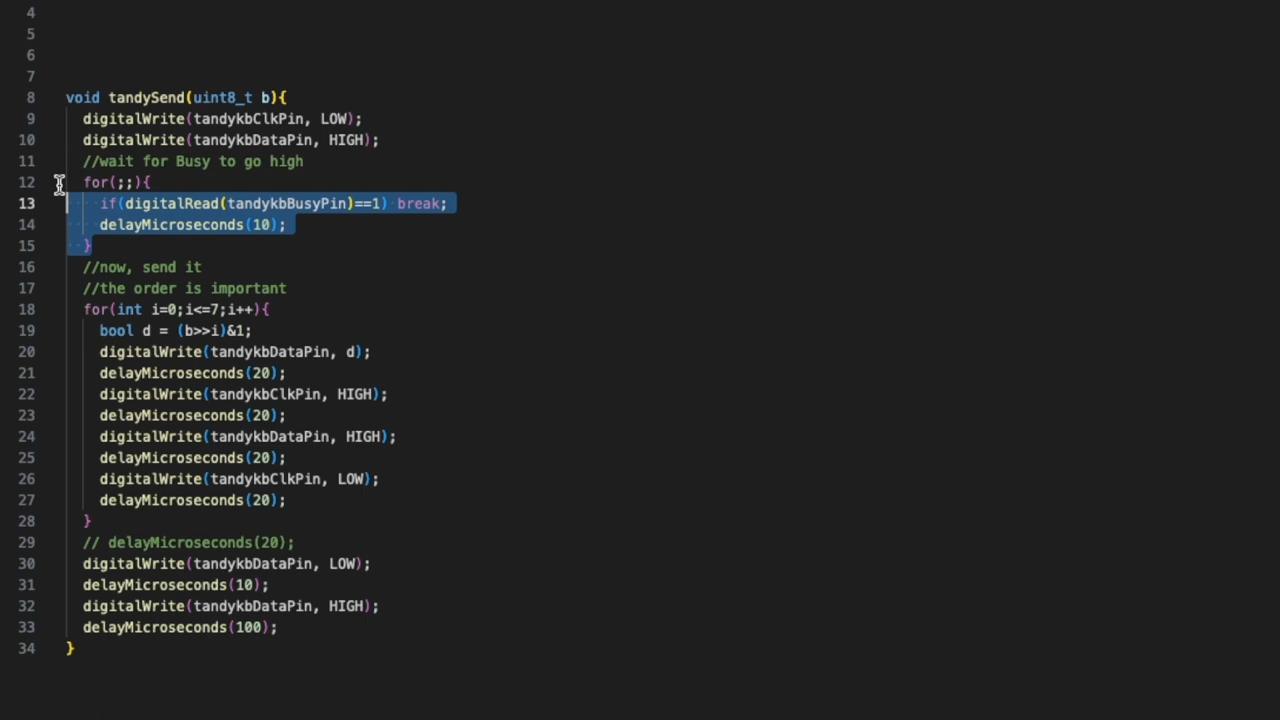 4
5
6
7
8 void tandySend(uint8_t b){
9 digitalWrite(tandykbClkPin, LOW);
10 digitalWrite(tandykbDataPin, HIGH);
11 //wait for Busy to go high
12 for(;;){
13 if(digitalRead(tandykbBusyPin)==1) break;
14 delayMicroseconds(10);
15 }
16 //now, send it
17 //the order is important
18 for(int i=0;i<=7;i++){
19 bool d = (b>>i)&1;
20 digitalWrite(tandykbDataPin, d);
21 delayMicroseconds(20);
22 digitalWrite(tandykbClkPin, HIGH);
23 delayMicroseconds(20);
24 digitalWrite(tandykbDataPin, HIGH);
25 delayMicroseconds(20);
26 digitalWrite(tandykbClkPin, LOW);
27 delayMicroseconds(20);
28 }
29 // delayMicroseconds(20);
30 digitalWrite(tandykbDataPin, LOW);
31 delayMicroseconds(10);
32 digitalWrite(tandykbDataPin, HIGH);
33 delayMicroseconds(100);
34 }